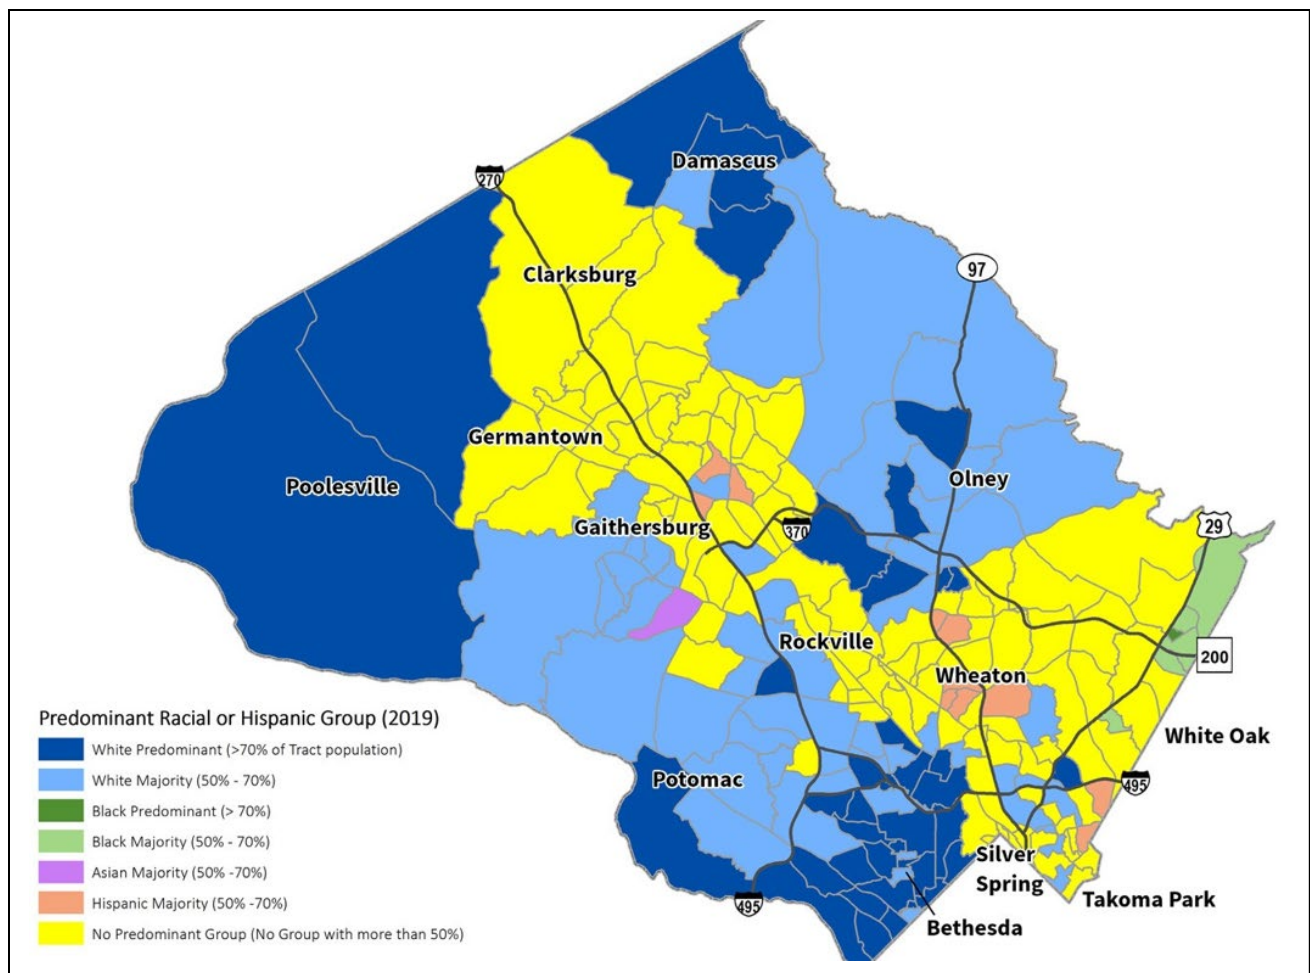 Damascus
270
Clarksburg
97
Germantown
Poolesville
Olney
Gaithersburg
370
29
Rockville
200
Wheaton
White Oak
Predominant Racial or Hispanic Group (2019)
White Predominant (>70% of Tract population)
White Majority (50% - 70%)
Black Predominant (> 70%)
Black Majority (50% - 70%)
Asian Majority (50% -70%)
Hispanic Majority (50% -70%)
No Predominant Group (No Group with more than 50%)
Potomac
495
Silver
Spring
Takoma Park
495
Bethesda